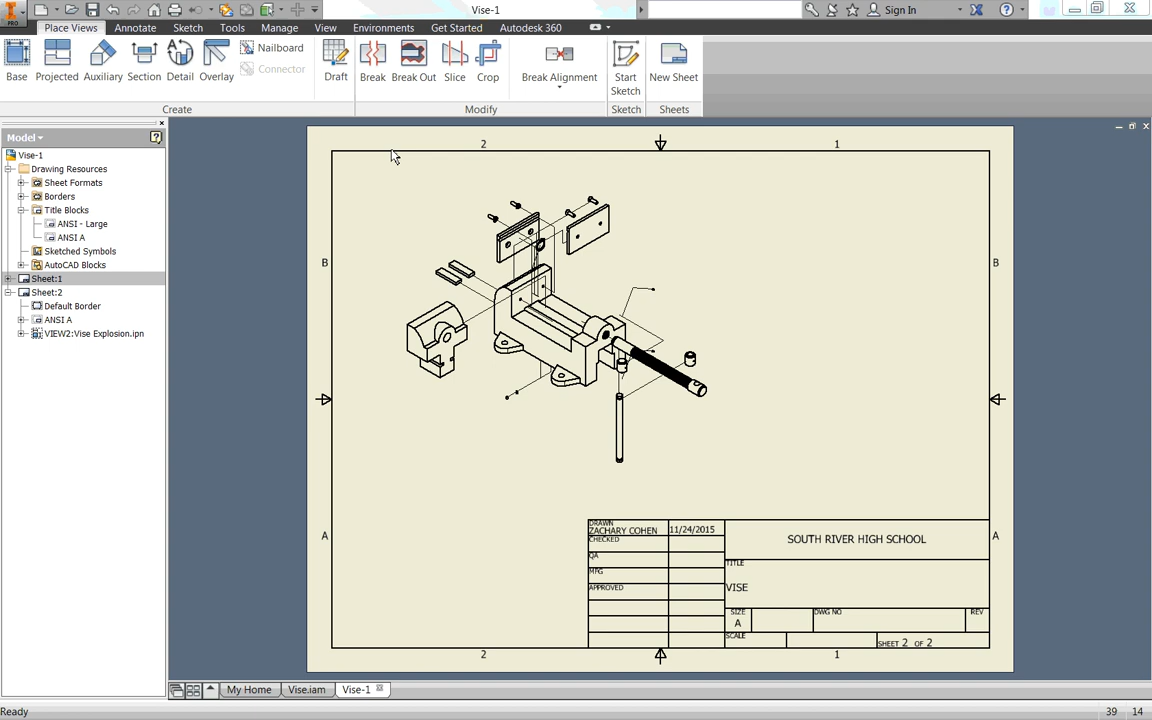 Vise-1
Sign In
PRO
Place Views
Annotate
Sketch
Tools
Manage
View
Environments
Get Started
Autodesk 360
Base
Projected
Auxiliary
Section
Detail
Overlay
Nailboard
Connector
Draft
Break
Break Out
Slice
Crop
Break Alignment
Start
Sketch
New Sheet
Create
Modify
Sketch
Sheets
Model
Vise-1
Drawing Resources
Sheet Formats
Borders
Title Blocks
ANSI - Large
ANSI A
Sketched Symbols
AutoCAD Blocks
Sheet:1
Sheet:2
Default Border
ANSI A
VIEW2:Vise Explosion.ipn
2
1
B
B
A
A
DRAWN
ZACHARY COHEN
11/24/2015
CHECKED
QA
MFG
APPROVED
SOUTH RIVER HIGH SCHOOL
TITLE
VISE
SIZE
A
DWG NO
REV
SCALE
SHEET 2 OF 2
2
1
My Home
Vise.iam
Vise-1
Ready
39
14